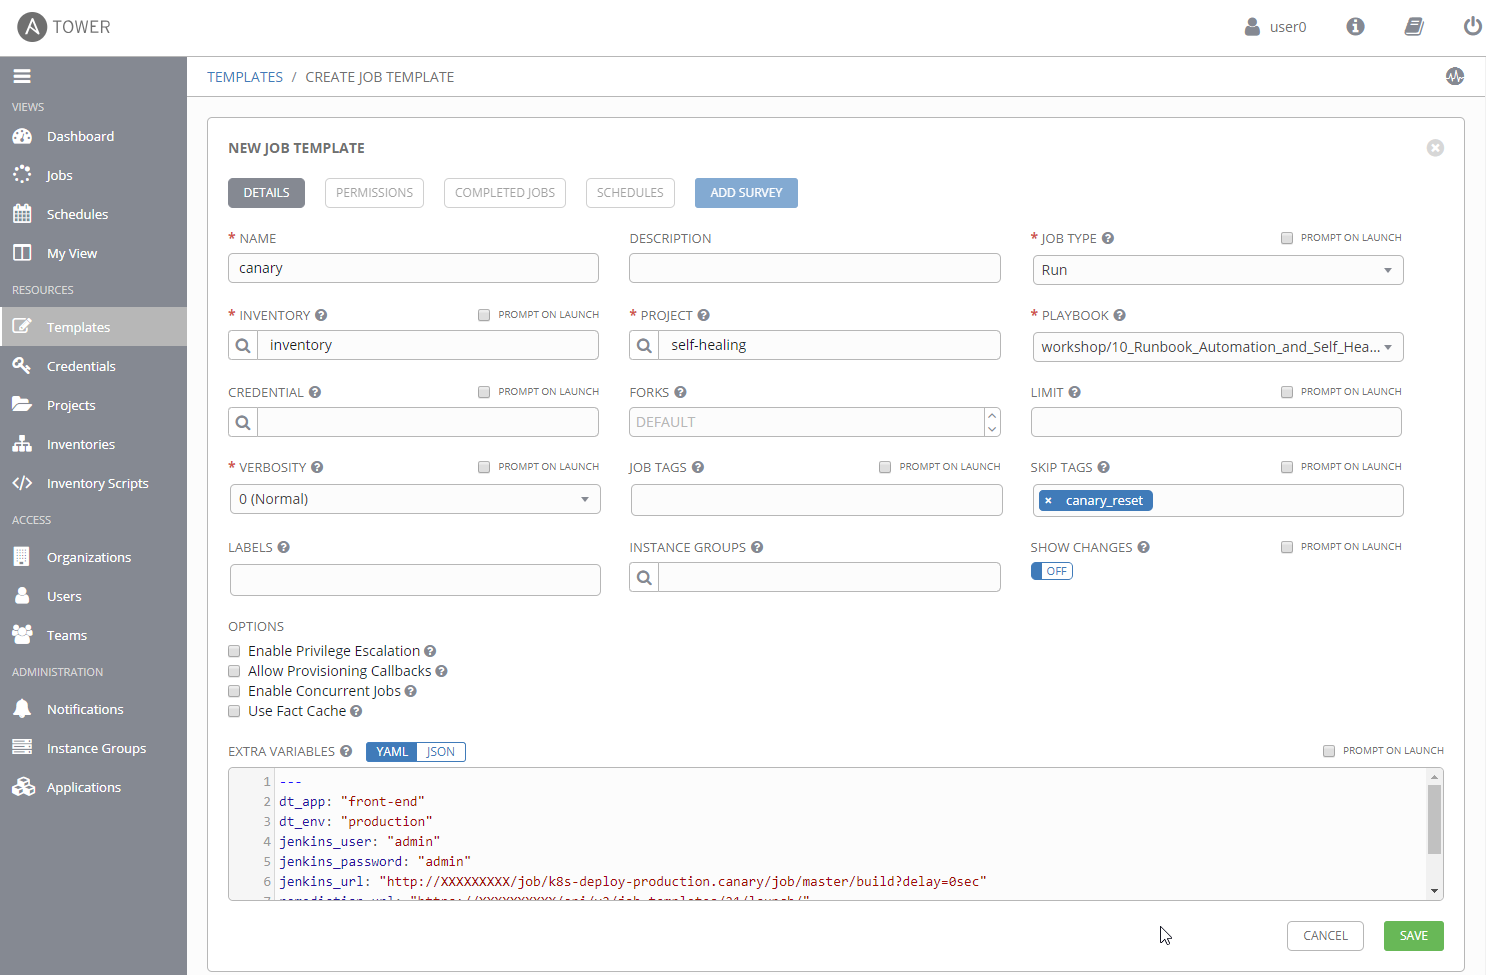 TOWER
user0
TEMPLATES / CREATE JOB TEMPLATE
VIEWS
Dashboard
Jobs
Schedules
My View
RESOURCES
Templates
Credentials
Projects
Inventories
Inventory Scripts
ACCESS
Organizations
Users
Teams
ADMINISTRATION
Notifications
Instance Groups
Applications
NEW JOB TEMPLATE
DETAILS PERMISSIONS COMPLETED JOBS SCHEDULES ADD SURVEY
* NAME
canary
DESCRIPTION
* JOB TYPE ? PROMPT ON LAUNCH
Run
* INVENTORY ? PROMPT ON LAUNCH
inventory
* PROJECT ?
self-healing
* PLAYBOOK ?
workshop/10_Runbook_Automation_and_Self_Hea...
CREDENTIAL ? PROMPT ON LAUNCH
FORKS ?
DEFAULT
LIMIT ? PROMPT ON LAUNCH
* VERBOSITY ? PROMPT ON LAUNCH
0 (Normal)
JOB TAGS ? PROMPT ON LAUNCH
SKIP TAGS ? PROMPT ON LAUNCH
× canary_reset
LABELS ?
INSTANCE GROUPS ?
SHOW CHANGES ? PROMPT ON LAUNCH
OFF
OPTIONS
Enable Privilege Escalation ?
Allow Provisioning Callbacks ?
Enable Concurrent Jobs ?
Use Fact Cache ?
EXTRA VARIABLES ? YAML JSON PROMPT ON LAUNCH
1 ---
2 dt_app: "front-end"
3 dt_env: "production"
4 jenkins_user: "admin"
5 jenkins_password: "admin"
6 jenkins_url: "http://XXXXXXXXX/job/k8s-deploy-production.canary/job/master/build?delay=0sec"
CANCEL SAVE